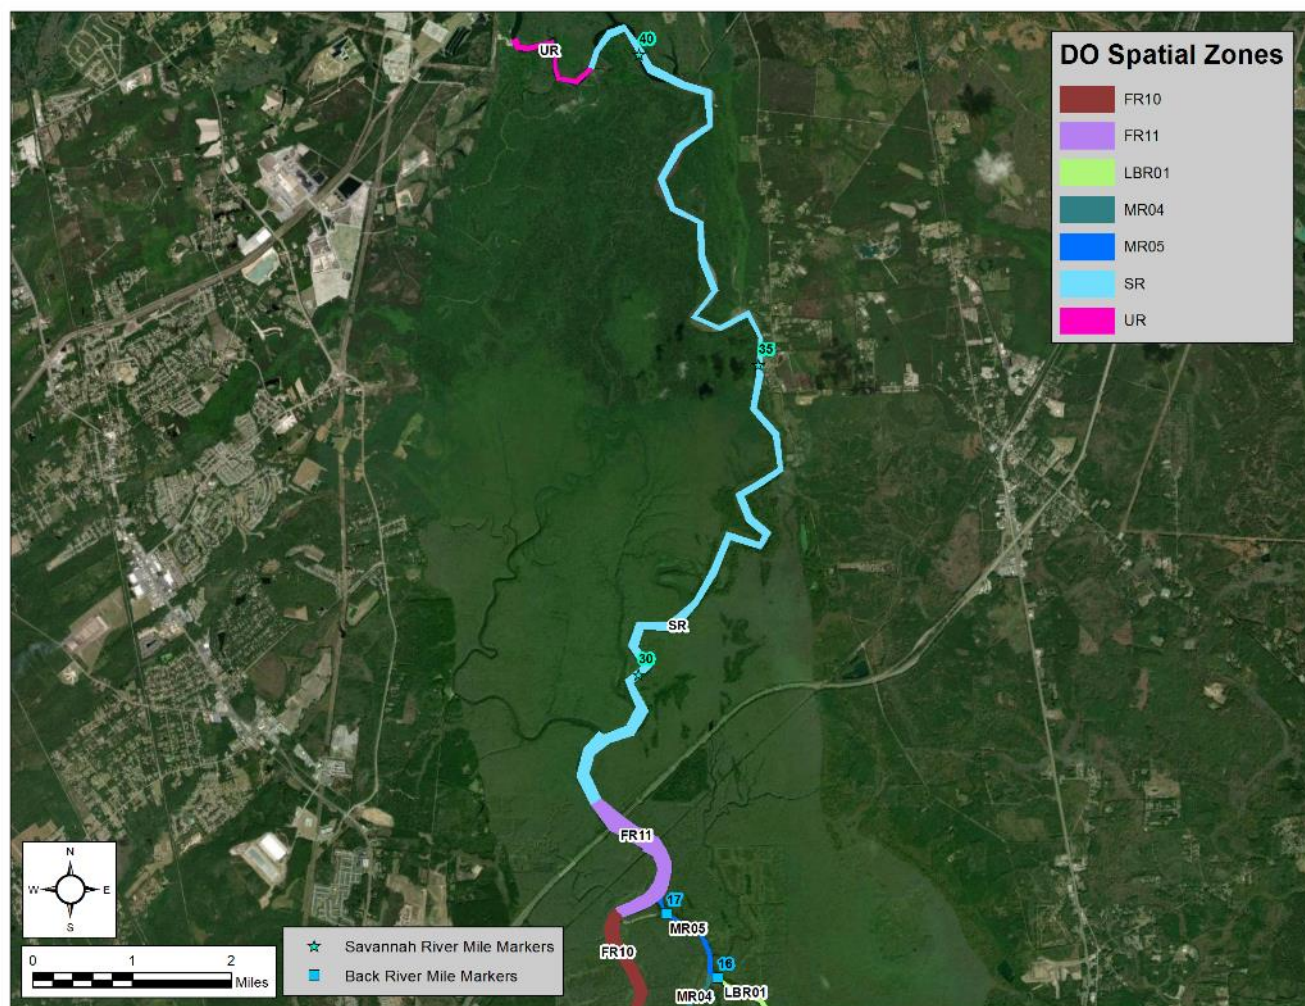 UR
40
DO Spatial Zones
FR10
FR11
LBR01
MR04
MR05
SR
UR
35
SR
30
FR11
17
MR05
FR10
16
MR04
LBR01
N
W
E
S
0
1
2
Miles
Savannah River Mile Markers
Back River Mile Markers